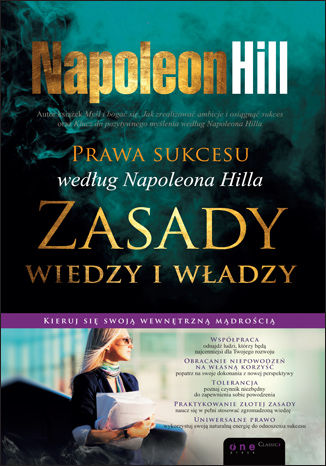 Napoleon Hill
Autor książek Myśl i bogać się. Jak zrealizować ambicje i osiągnąć sukces
oraz Klucz do pozytywnego myślenia według Napoleona Hilla
PRAWA SUKCESU
według Napoleona Hilla
ZASADY
WIEDZY I WŁADZY
KIERUJ SIĘ SWOJĄ WEWNĘTRZNĄ MĄDROŚCIĄ
WSPÓŁPRACA
odnajdź ludzi, którzy będą
najcenniejsi dla Twojego rozwoju
OBRACANIE NIEPOWODZEŃ
NA WŁASNĄ KORZYŚĆ
popatrz na swoje dokonania z nowej perspektywy
TOLERANCJA
poznaj czynnik niezbędny
do zapewnienia sobie powodzenia
PRAKTYKOWANIE ZŁOTEJ ZASADY
naucz się w pełni stosować zgromadzoną wiedzę
UNIWERSALNE PRAWO
wykorzystuj swoją naturalną energię do odnoszenia sukcesu
one
press
CLASSICS